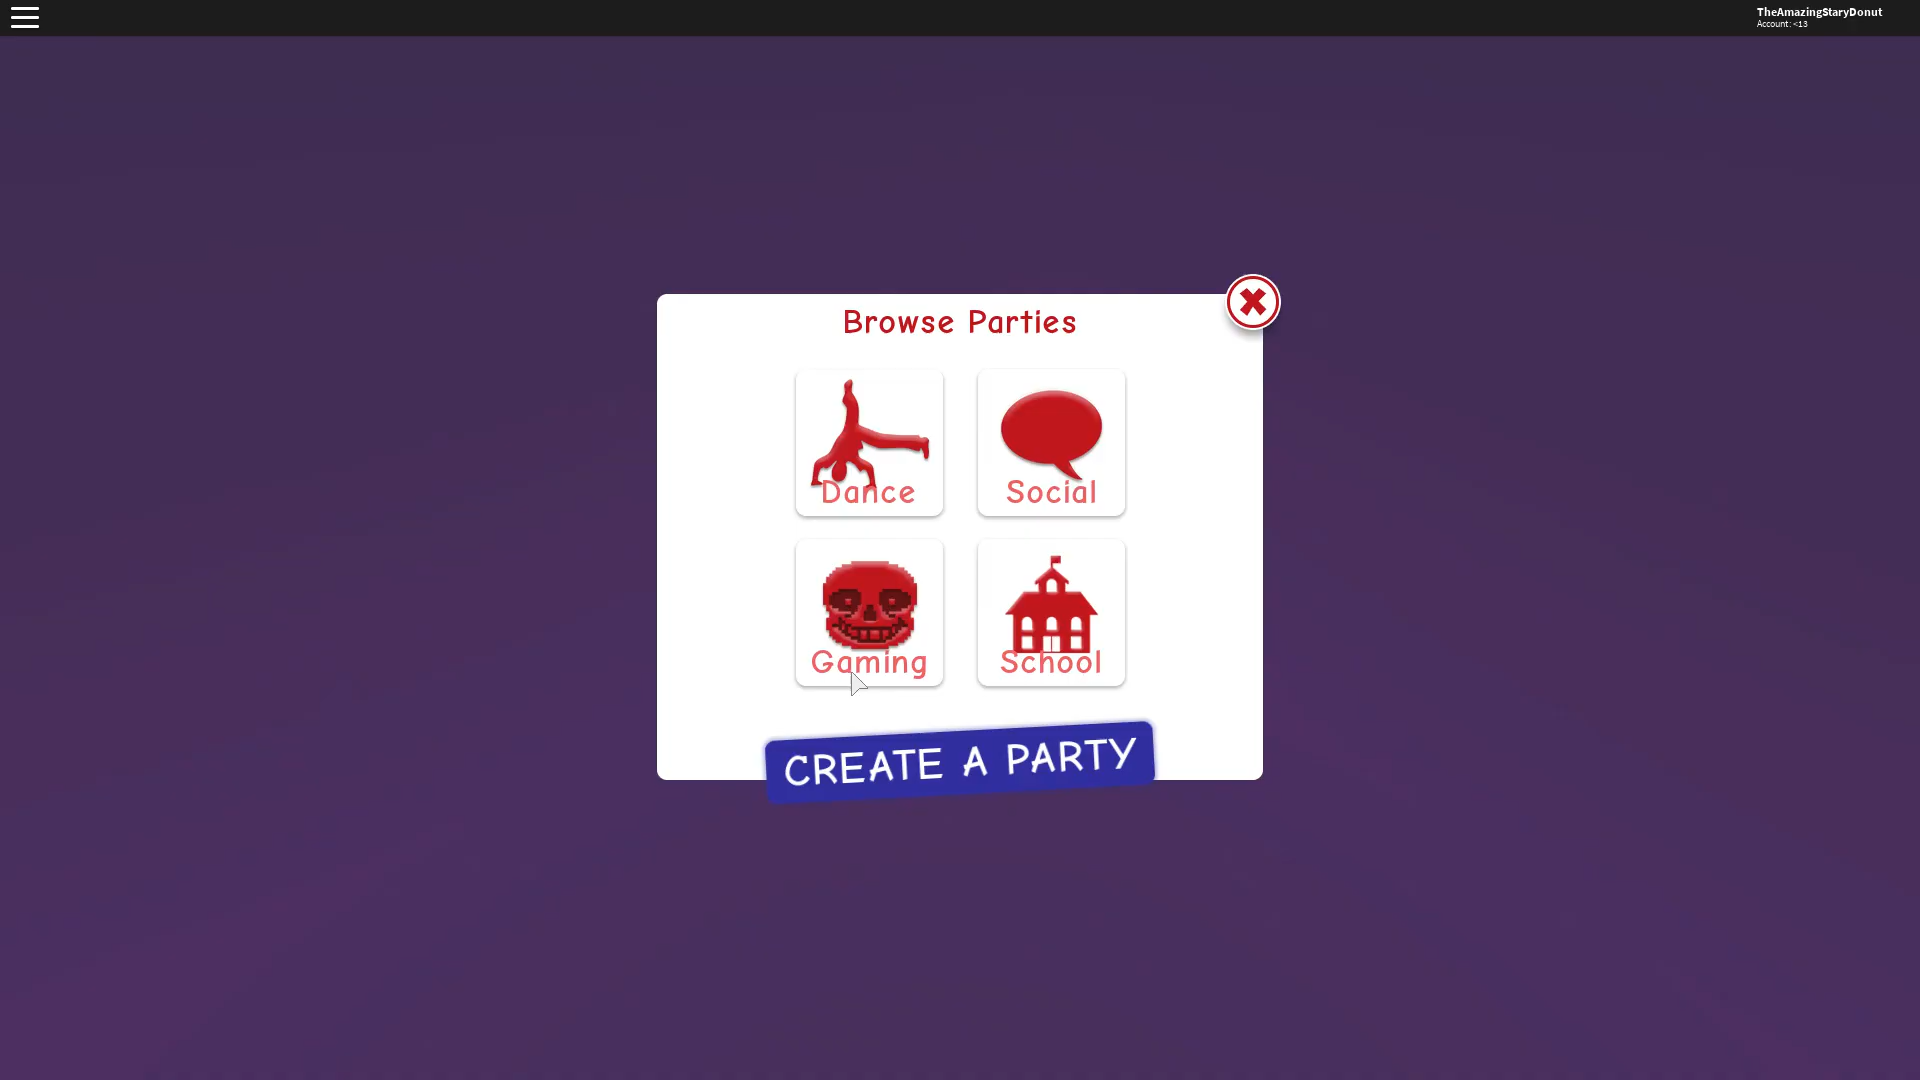 TheAmazingStaryDonut
Account: <13
Browse Parties
Dance
Social
Gaming
School
CREATE A PARTY